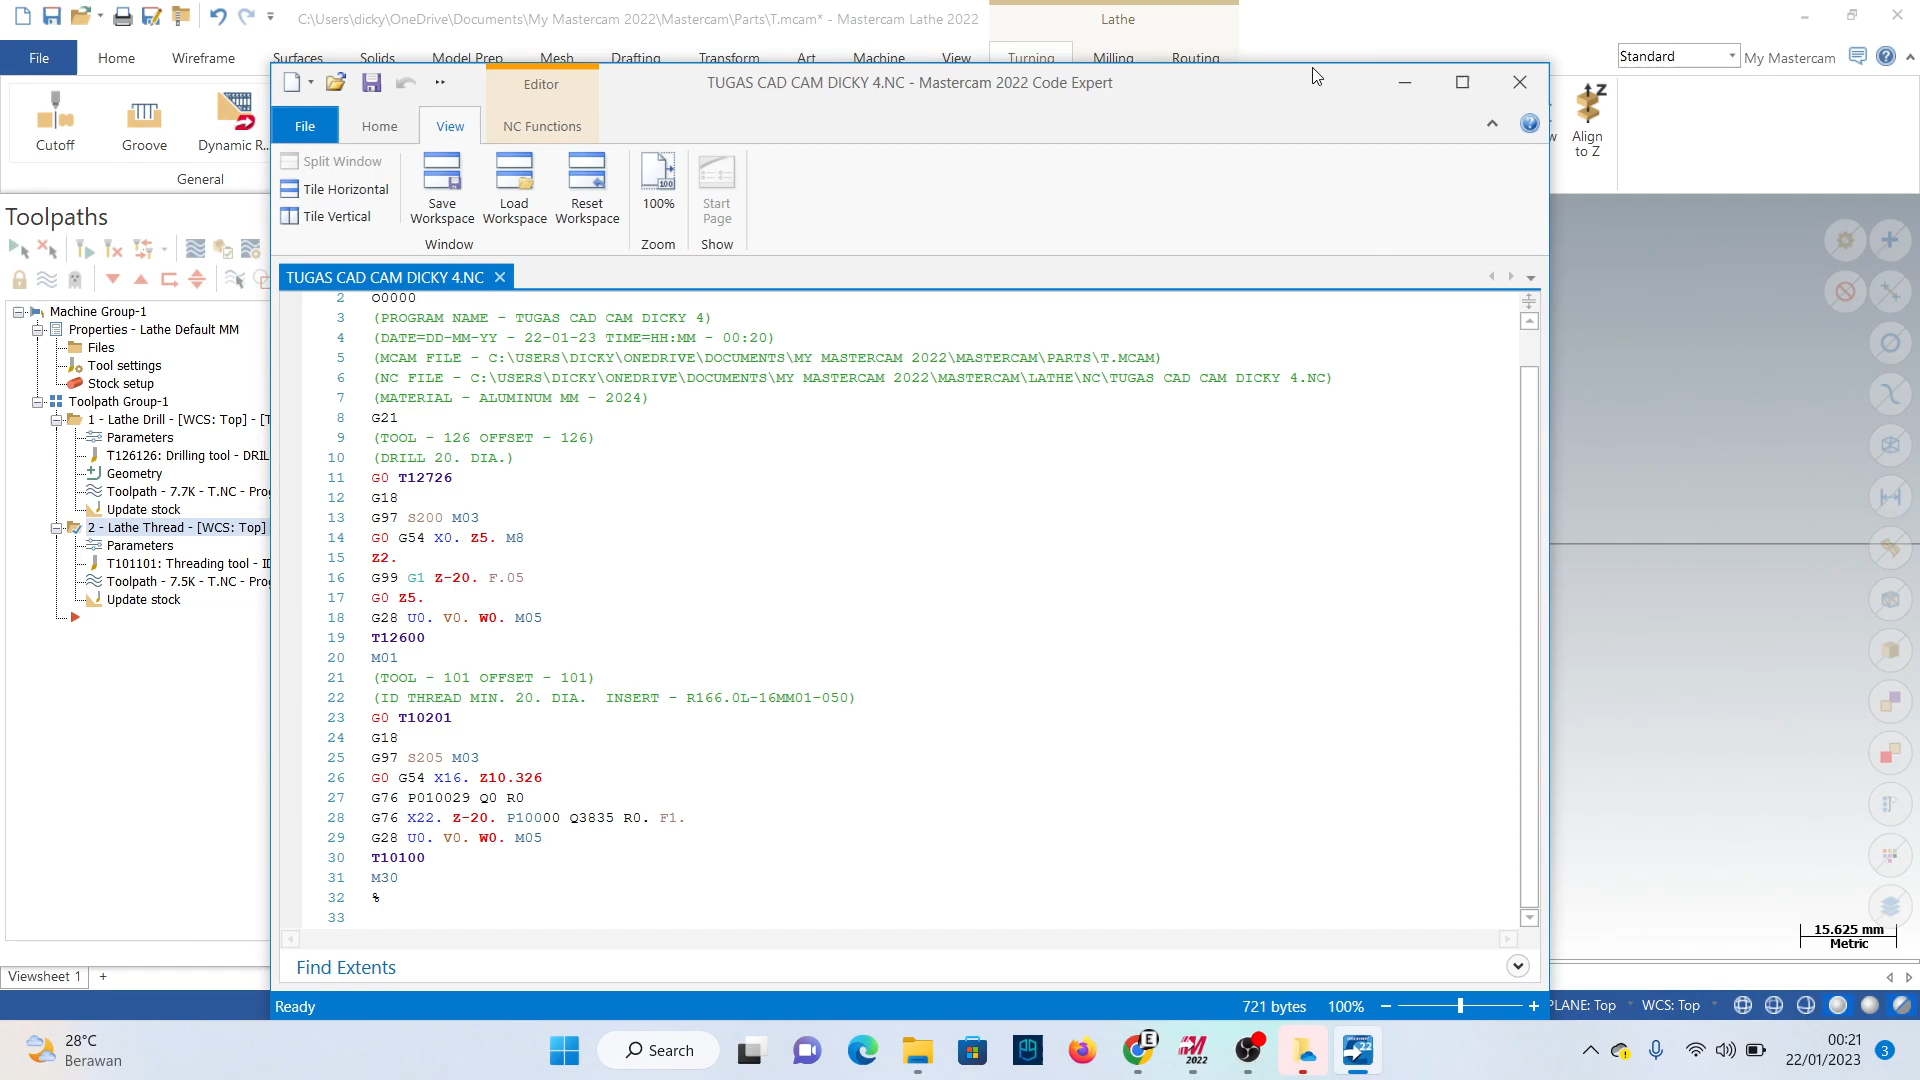 C:\Users\dicky\OneDrive\Documents\My Mastercam 2022\Mastercam\Parts\T.mcam* - Mastercam Lathe 2022
Lathe
File
Home
Wireframe
Surfaces
Solids
Model Prep
Mesh
Drafting
Transform
Art
Machine
View
Turning
Milling
Routing
Standard
My Mastercam
Cutoff
Groove
Dynamic R...
General
Align
to Z
Editor
TUGAS CAD CAM DICKY 4.NC - Mastercam 2022 Code Expert
File
Home
View
NC Functions
Split Window
Tile Horizontal
Tile Vertical
Save
Workspace
Load
Workspace
Reset
Workspace
100%
Start
Page
Window
Zoom
Show
Toolpaths
Machine Group-1
Properties - Lathe Default MM
Files
Tool settings
Stock setup
Toolpath Group-1
1 - Lathe Drill - [WCS: Top] - [T
Parameters
T126126: Drilling tool - DRIL
Geometry
Toolpath - 7.7K - T.NC - Pro
Update stock
2 - Lathe Thread - [WCS: Top]
Parameters
T101101: Threading tool - ID
Toolpath - 7.5K - T.NC - Pro
Update stock
TUGAS CAD CAM DICKY 4.NC
2 O0000
3 (PROGRAM NAME - TUGAS CAD CAM DICKY 4)
4 (DATE=DD-MM-YY - 22-01-23 TIME=HH:MM - 00:20)
5 (MCAM FILE - C:\USERS\DICKY\ONEDRIVE\DOCUMENTS\MY MASTERCAM 2022\MASTERCAM\PARTS\T.MCAM)
6 (NC FILE - C:\USERS\DICKY\ONEDRIVE\DOCUMENTS\MY MASTERCAM 2022\MASTERCAM\LATHE\NC\TUGAS CAD CAM DICKY 4.NC)
7 (MATERIAL - ALUMINUM MM - 2024)
8 G21
9 (TOOL - 126 OFFSET - 126)
10 (DRILL 20. DIA.)
11 G0 T12726
12 G18
13 G97 S200 M03
14 G0 G54 X0. Z5. M8
15 Z2.
16 G99 G1 Z-20. F.05
17 G0 Z5.
18 G28 U0. V0. W0. M05
19 T12600
20 M01
21 (TOOL - 101 OFFSET - 101)
22 (ID THREAD MIN. 20. DIA.  INSERT - R166.0L-16MM01-050)
23 G0 T10201
24 G18
25 G97 S205 M03
26 G0 G54 X16. Z10.326
27 G76 P010029 Q0 R0
28 G76 X22. Z-20. P10000 Q3835 R0. F1.
29 G28 U0. V0. W0. M05
30 T10100
31 M30
32 %
33
Find Extents
Ready
721 bytes
100%
15.625 mm
Metric
Viewsheet 1
+
PLANE: Top
WCS: Top
28°C
Berawan
Search
E
2022
22
00:21
22/01/2023
3